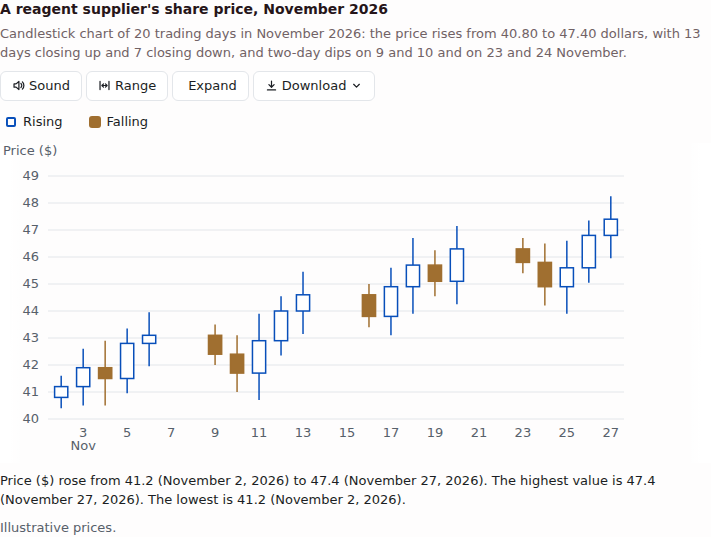 A reagent supplier's share price, November 2026
Candlestick chart of 20 trading days in November 2026: the price rises from 40.80 to 47.40 dollars, with 13
days closing up and 7 closing down, and two-day dips on 9 and 10 and on 23 and 24 November.
Sound Range Expand Download
Rising Falling
Price ($)
49
48
47
46
45
44
43
42
41
40
3 5 7 9 11 13 15 17 19 21 23 25 27
Nov
Price ($) rose from 41.2 (November 2, 2026) to 47.4 (November 27, 2026). The highest value is 47.4
(November 27, 2026). The lowest is 41.2 (November 2, 2026).
Illustrative prices.